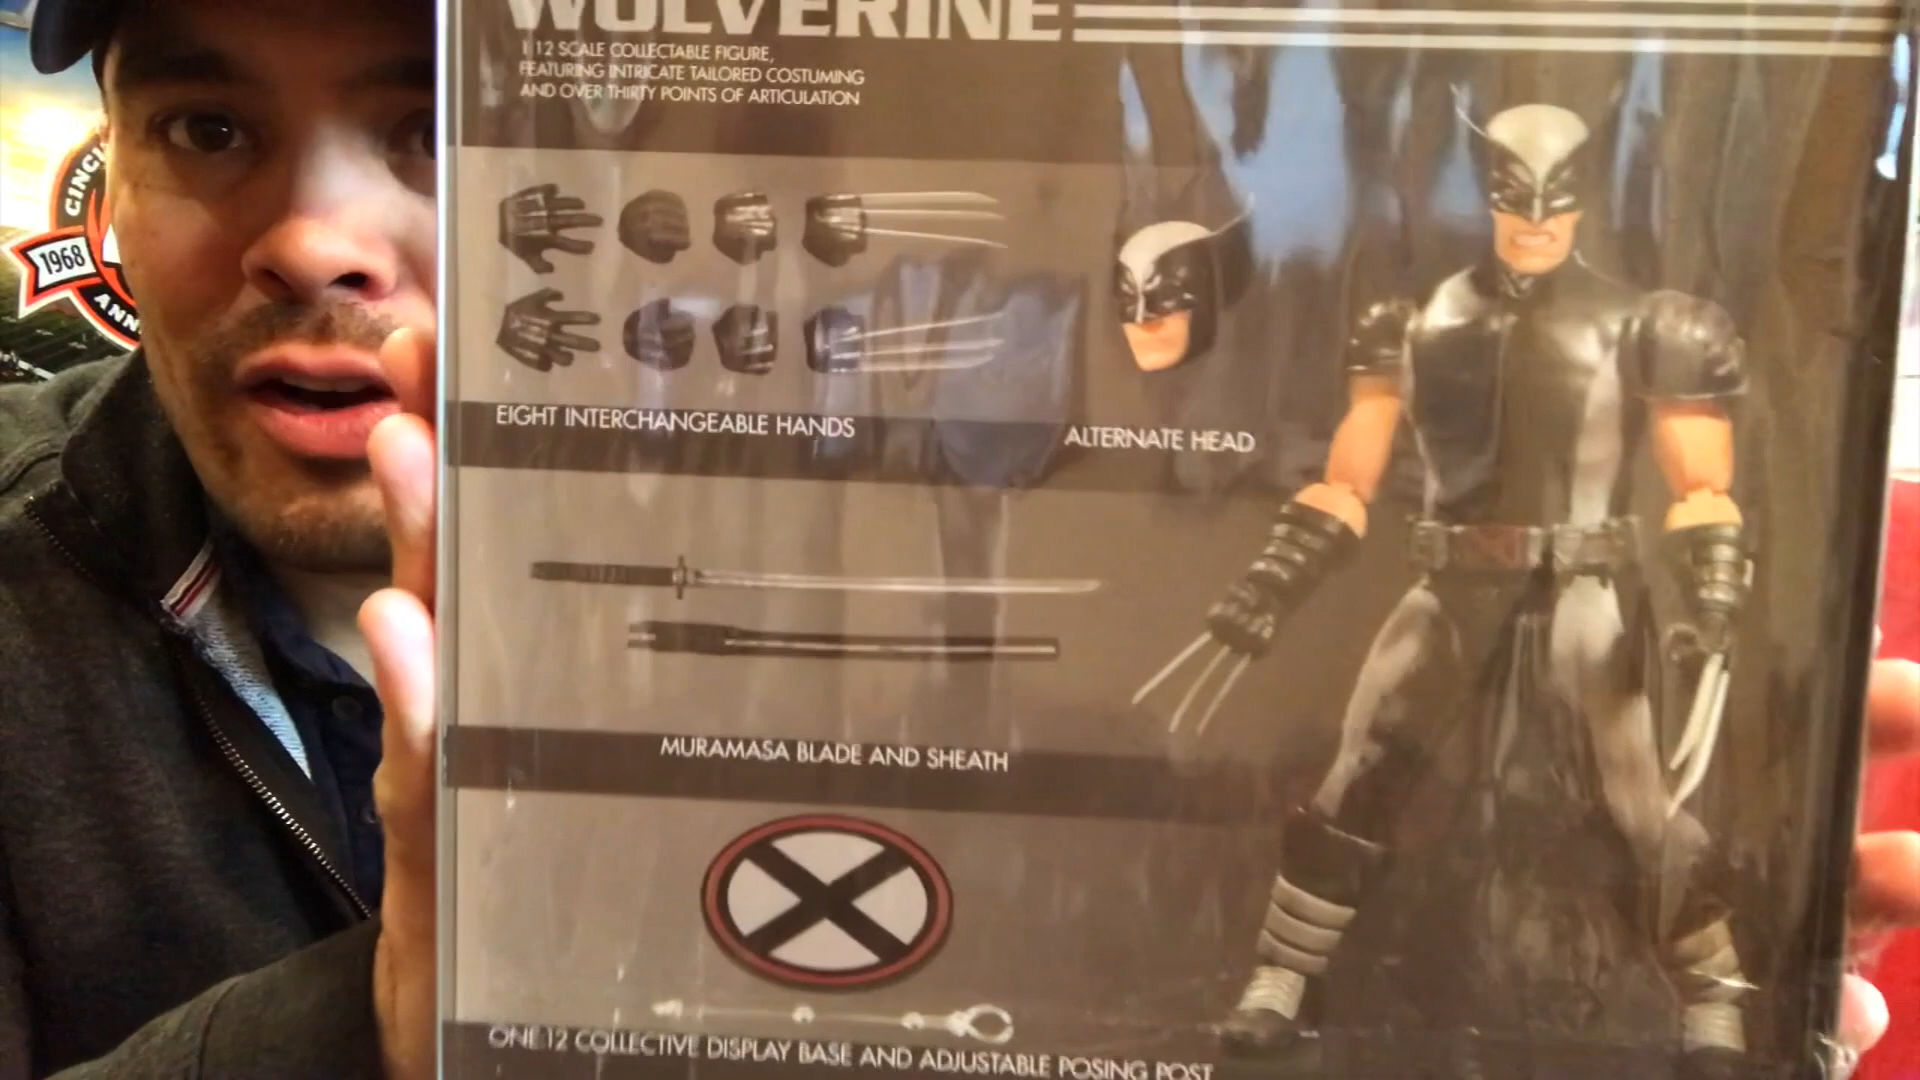 WOLVERINE
1:12 SCALE COLLECTABLE FIGURE,
FEATURING INTRICATE TAILORED COSTUMING
AND OVER THIRTY POINTS OF ARTICULATION
EIGHT INTERCHANGEABLE HANDS
ALTERNATE HEAD
MURAMASA BLADE AND SHEATH
ONE:12 COLLECTIVE DISPLAY BASE AND ADJUSTABLE POSING POST
1968